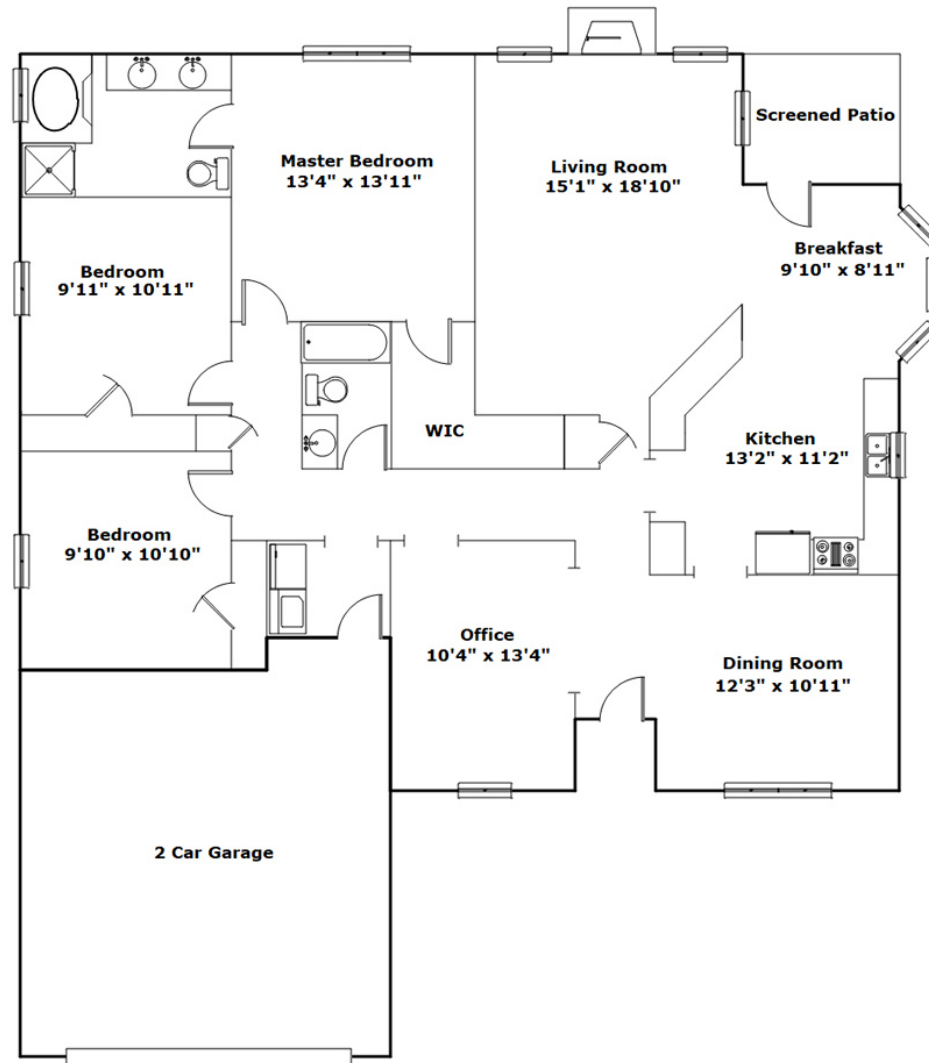 Screened Patio
Master Bedroom
13'4" x 13'11"
Living Room
15'1" x 18'10"
Breakfast
9'10" x 8'11"
Bedroom
9'11" x 10'11"
WIC
Kitchen
13'2" x 11'2"
Bedroom
9'10" x 10'10"
Office
10'4" x 13'4"
Dining Room
12'3" x 10'11"
2 Car Garage